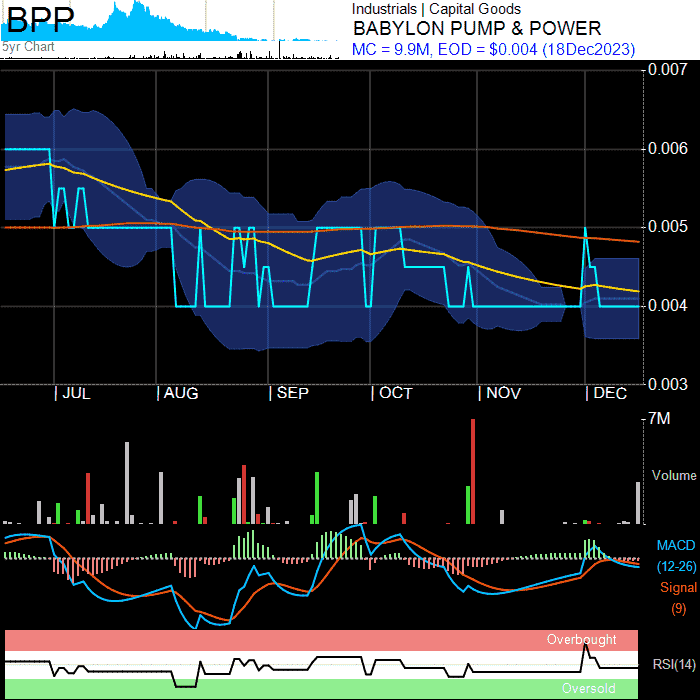 BPP
5yr Chart
Industrials | Capital Goods
BABYLON PUMP & POWER
MC = 9.9M, EOD = $0.004 (18Dec2023)
0.007
0.006
0.005
0.004
0.003
| JUL | AUG | SEP | OCT | NOV | DEC
7M
Volume
MACD
(12-26)
Signal
(9)
Overbought
RSI(14)
Oversold